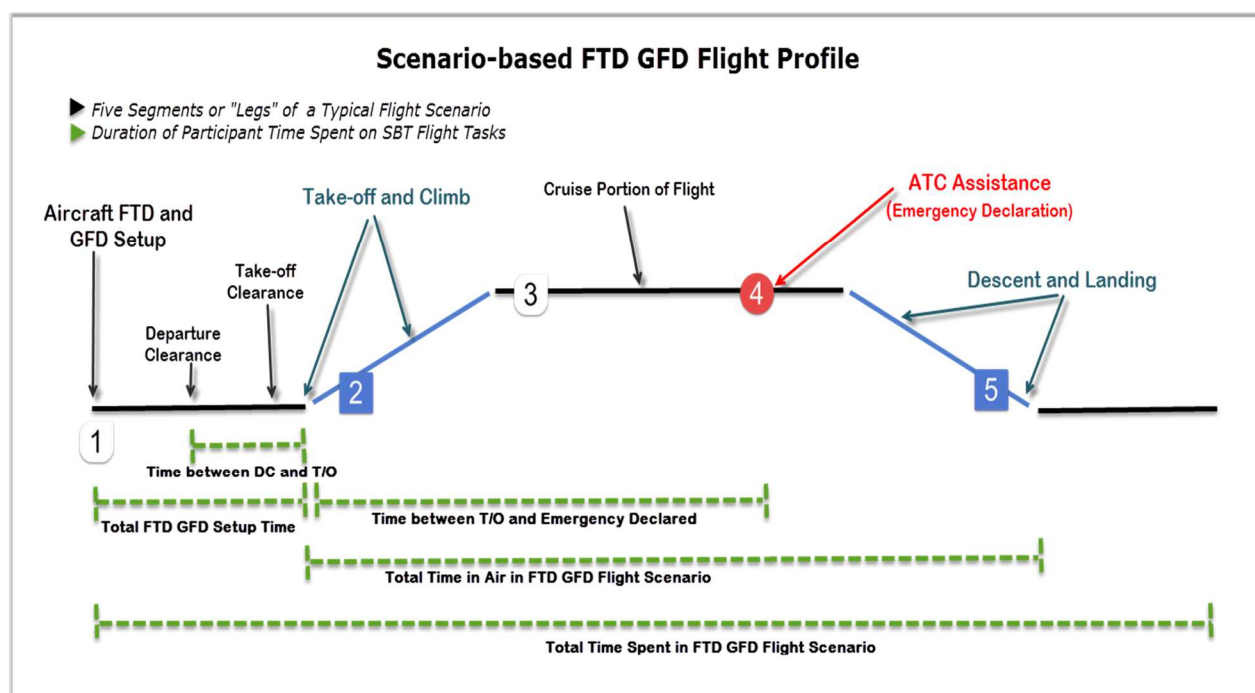 Scenario-based FTD GFD Flight Profile
Five Segments or "Legs" of a Typical Flight Scenario
Duration of Participant Time Spent on SBT Flight Tasks
Aircraft FTD and
GFD Setup
Departure
Clearance
Take-off
Clearance
Take-off and Climb
Cruise Portion of Flight
ATC Assistance
(Emergency Declaration)
Descent and Landing
1
2
3
4
5
Time between DC and T/O
Total FTD GFD Setup Time
Time between T/O and Emergency Declared
Total Time in Air in FTD GFD Flight Scenario
Total Time Spent in FTD GFD Flight Scenario